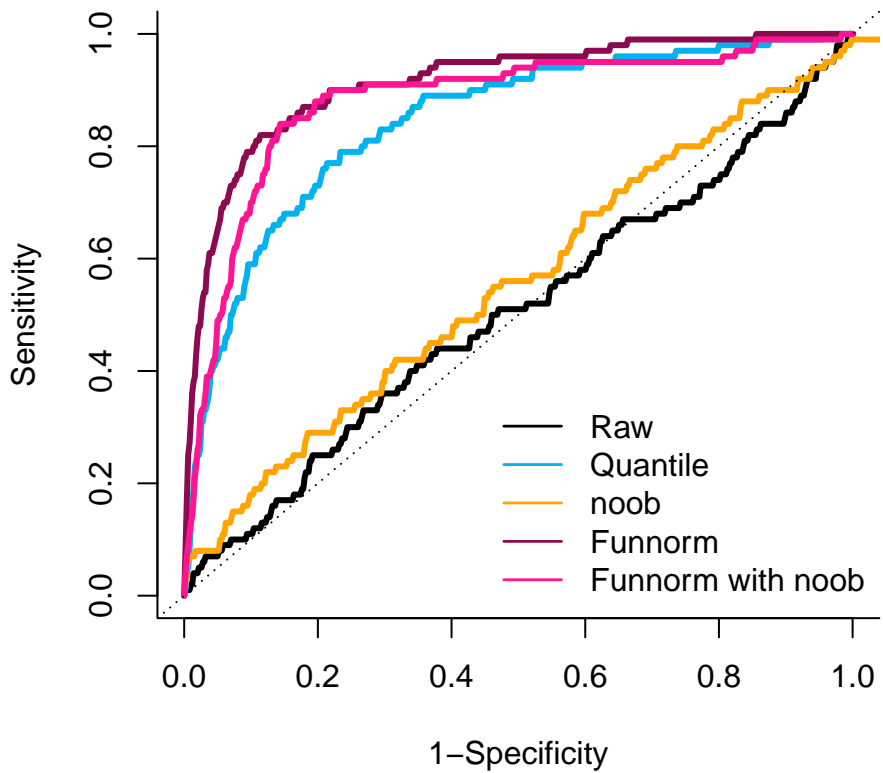 1.0
0.8
0.6
0.4
0.2
0.0
Sensitivity
Raw
Quantile
noob
Funnorm
Funnorm with noob
0.0 0.2 0.4 0.6 0.8 1.0
1−Specificity